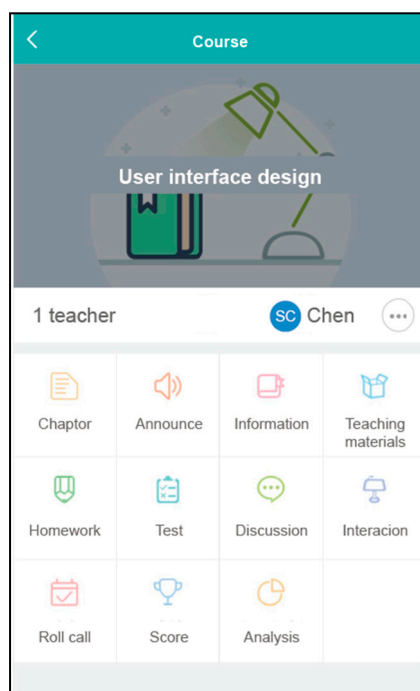 Course
User interface design
1 teacher
SC Chen
Chaptor
Announce
Information
Teaching
materials
Homework
Test
Discussion
Interacion
Roll call
Score
Analysis